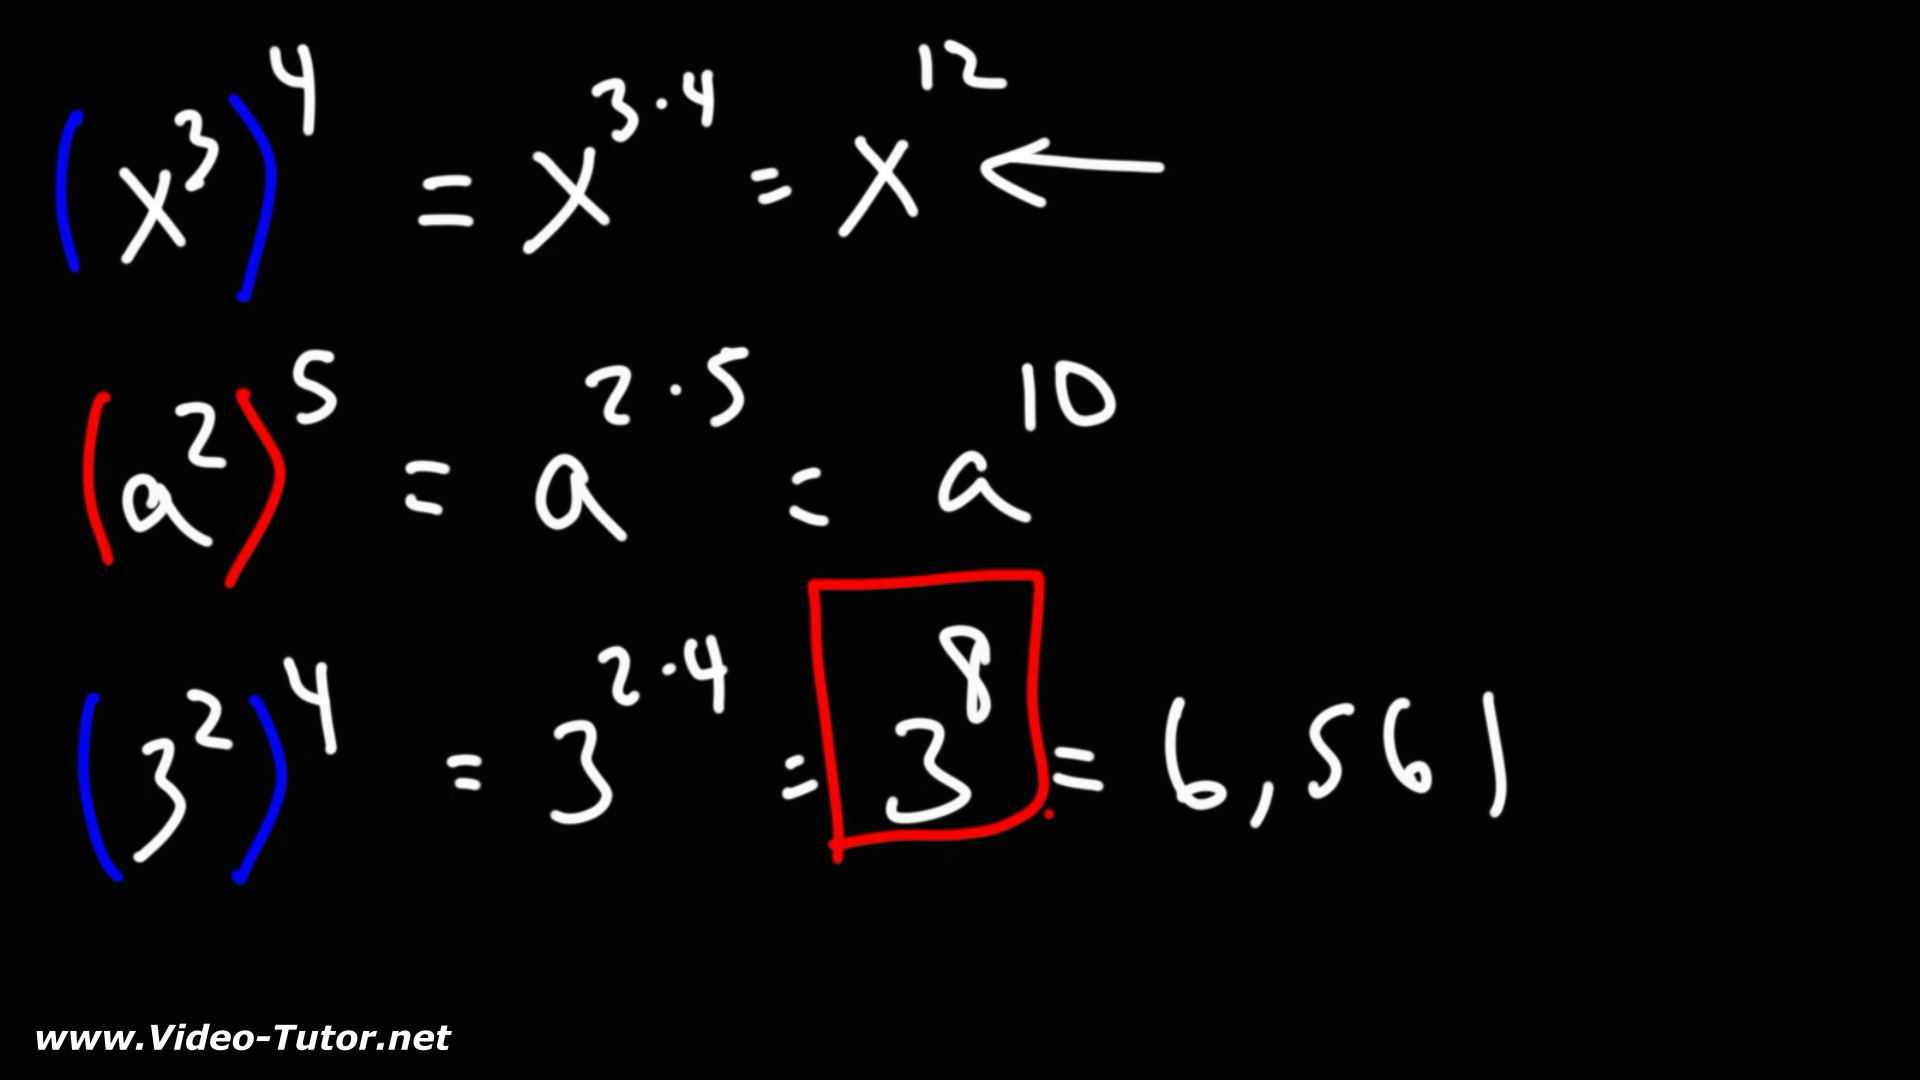 (x³)⁴ = x³·⁴ = x¹² ←
(a²)⁵ = a²·⁵ = a¹⁰
(3²)⁴ = 3²·⁴ = 3⁸ = 6,561
www.Video-Tutor.net